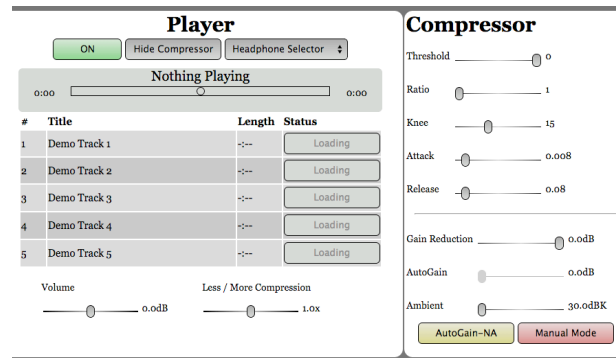 Player
ON Hide Compressor Headphone Selector
Nothing Playing
0:00 0:00
# Title Length Status
1 Demo Track 1 -:-- Loading
2 Demo Track 2 -:-- Loading
3 Demo Track 3 -:-- Loading
4 Demo Track 4 -:-- Loading
5 Demo Track 5 -:-- Loading
Volume Less / More Compression
0.0dB 1.0x
Compressor
Threshold 0
Ratio 1
Knee 15
Attack 0.008
Release 0.08
Gain Reduction 0.0dB
AutoGain 0.0dB
Ambient 30.0dBK
AutoGain-NA Manual Mode